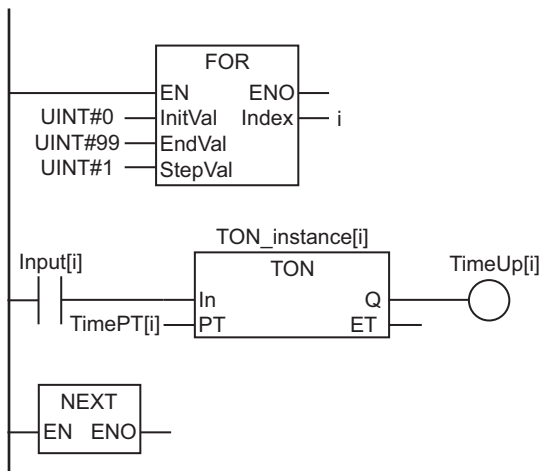 FOR
EN ENO
UINT#0 InitVal Index i
UINT#99 EndVal
UINT#1 StepVal
TON_instance[i]
Input[i] TON TimeUp[i]
In Q
TimePT[i] PT ET
NEXT
EN ENO